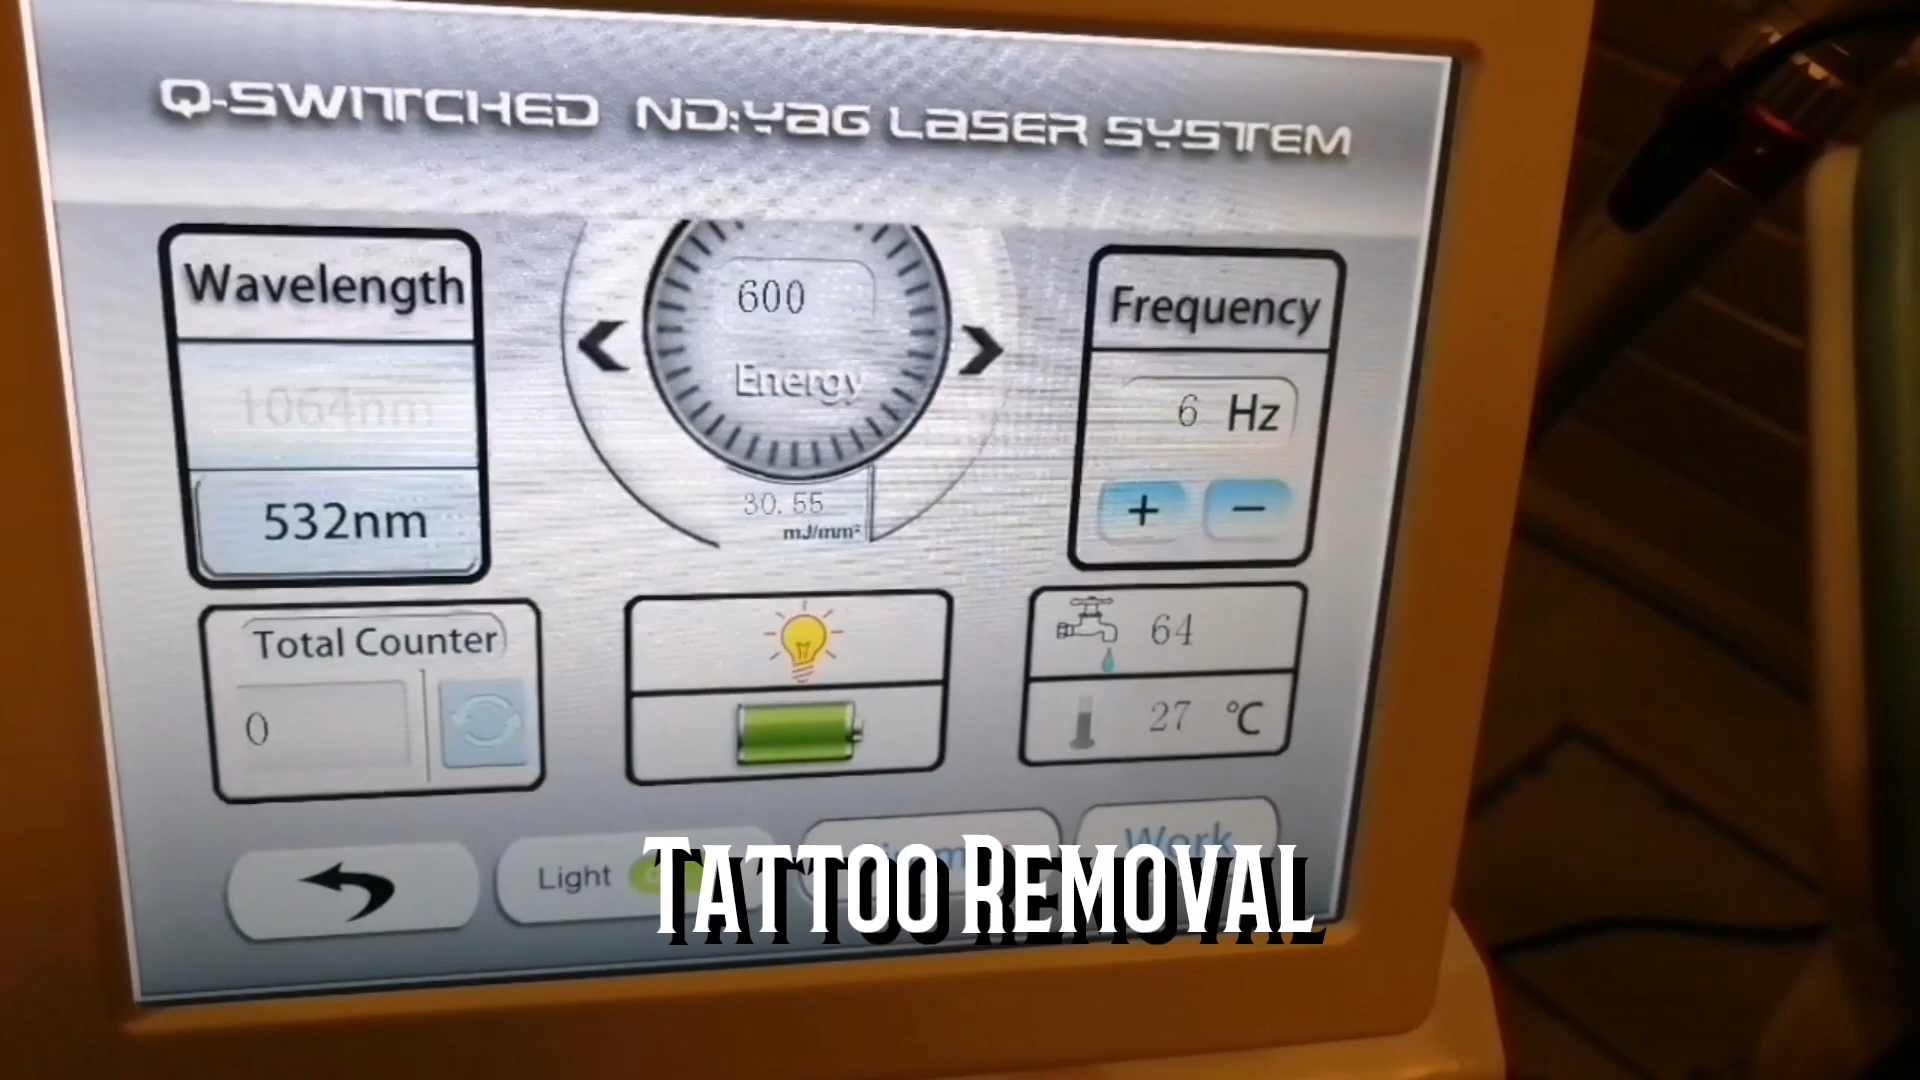 Q-SWITCHED ND:YAG LASER SYSTEM
Wavelength
1064nm
532nm
600
Energy
30.55
mJ/mm²
Frequency
6 Hz
+ −
Total Counter
0
64
27 °C
Light
Work
TATTOO REMOVAL